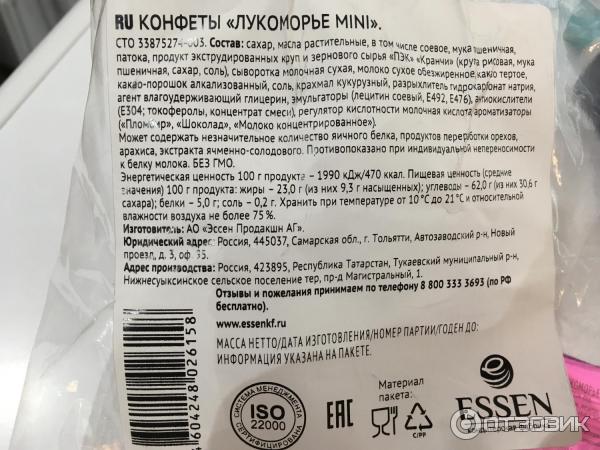 RU КОНФЕТЫ «ЛУКОМОРЬЕ MINI».
СТО 33875274-003. Состав: сахар, масла растительные, в том числе соевое, мука пшеничная,
патока, продукт экструдированных круп и зернового сырья «ПЭК» «Кранчи» (крупа рисовая, мука
пшеничная, сахар, соль), сыворотка молочная сухая, молоко сухое обезжиренное, какао тертое,
какао-порошок алкализованный, соль, крахмал кукурузный, разрыхлитель гидрокарбонат натрия,
агент влагоудерживающий глицерин, эмульгаторы (лецитин соевый, Е492, Е476), антиокислители
(Е304; токоферолы, концентрат смеси), регулятор кислотности молочная кислота, ароматизаторы
(«Пломбир», «Шоколад», «Молоко концентрированное»).
Может содержать незначительное количество яичного белка, продуктов переработки орехов,
арахиса, экстракта ячменно-солодового. Противопоказано при индивидуальной непереносимости
к белку молока. БЕЗ ГМО.
Энергетическая ценность 100 г продукта – 1990 кДж/470 ккал. Пищевая ценность (средние
значения) 100 г продукта: жиры – 23,0 г (из них 9,3 г насыщенных); углеводы – 62,0 г (из них 30,6 г
сахара); белки – 5,0 г; соль – 0,2 г. Хранить при температуре от 10°С до 21°С и относительной
влажности воздуха не более 75 %.
Изготовитель: АО «Эссен Продакшн АГ».
Юридический адрес: Россия, 445037, Самарская обл., г. Тольятти, Автозаводский р-н, Новый
проезд, д. 3, оф. 95.
Адрес производства: Россия, 423895, Республика Татарстан, Тукаевский муниципальный р-н,
Нижнесуыксинское сельское поселение тер, пр-д Магистральный, 1.
Отзывы и пожелания принимаем по телефону 8 800 333 3693 (по РФ
бесплатно).
www.essenkf.ru
МАССА НЕТТО/ДАТА ИЗГОТОВЛЕНИЯ/НОМЕР ПАРТИИ/ГОДЕН ДО:
ИНФОРМАЦИЯ УКАЗАНА НА ПАКЕТЕ.
4604248026158
СИСТЕМА МЕНЕДЖМЕНТА
ISO
22000
СЕРТИФИЦИРОВАНА
EAC
Материал
пакета:
C/PP
ESSEN
ОТЗОВИК